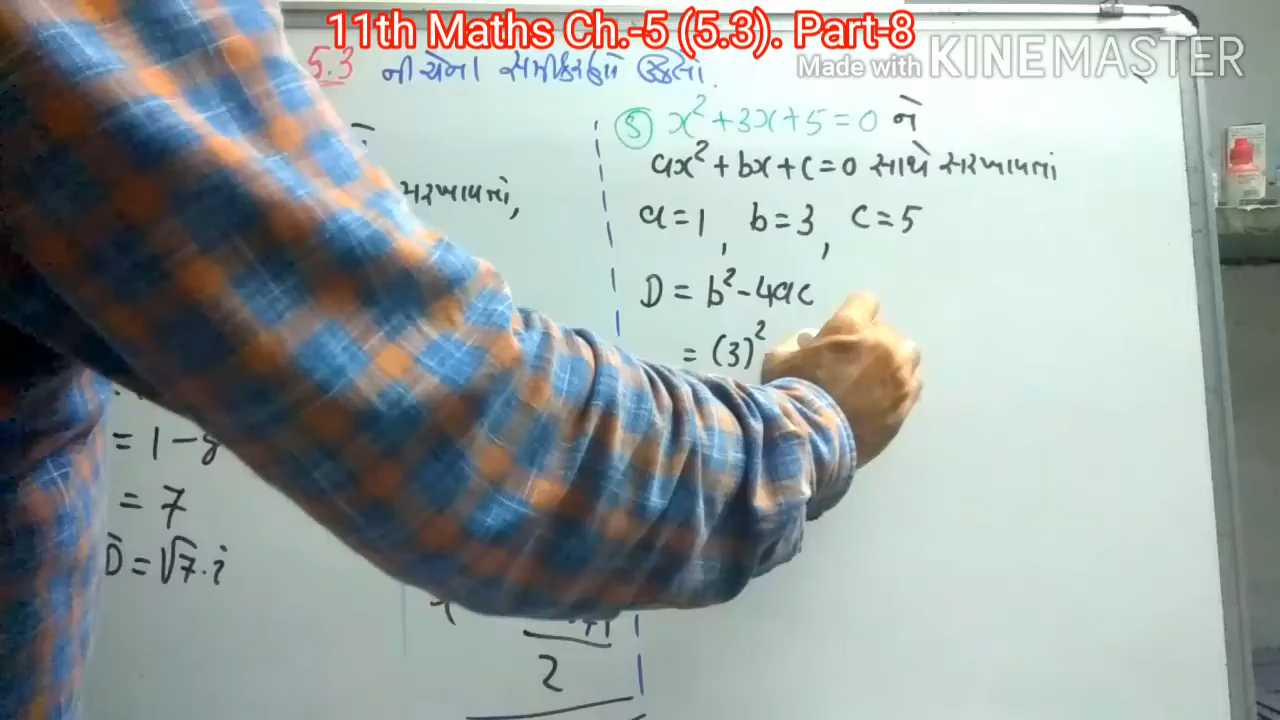 11th Maths Ch.-5 (5.3). Part-8
Made with KINEMASTER
5.3 નીચેના સમીકરણો ઉકેલો.
સરખાવતાં,
= 1 - 8
= 7
D = √7.i
2
⑤ x² + 3x + 5 = 0 ને
ax² + bx + c = 0 સાથે સરખાવતાં
a = 1, b = 3, c = 5
D = b² - 4ac
= (3)²